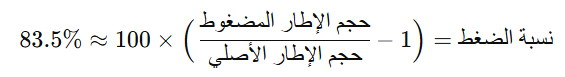 نسبة الضغط = (1 − حجم الإطار المضغوط / حجم الإطار الأصلي) × 100 ≈ 83.5%